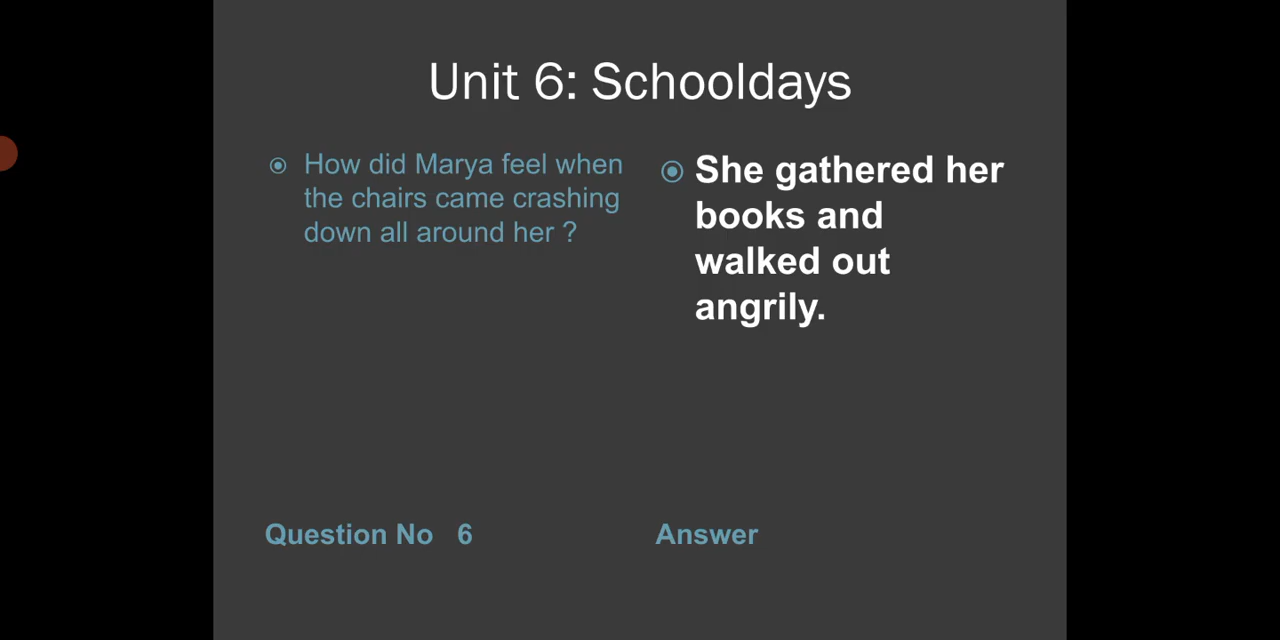 Unit 6: Schooldays
How did Marya feel when
the chairs came crashing
down all around her ?
She gathered her
books and
walked out
angrily.
Question No 6
Answer